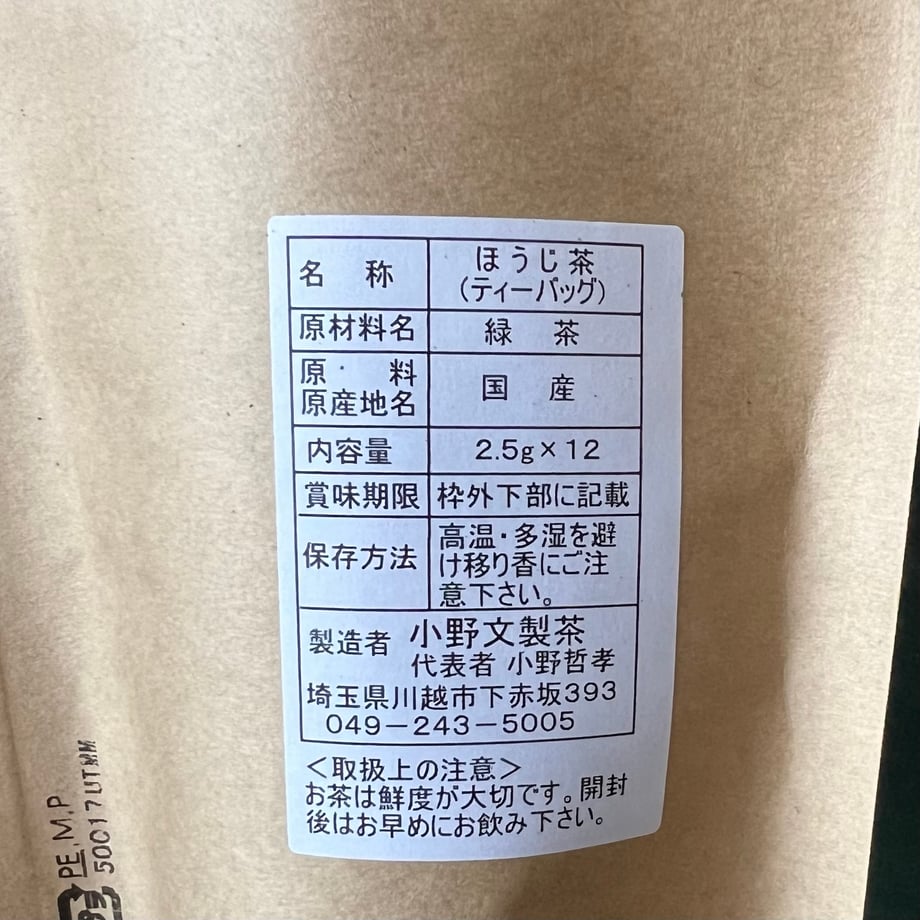 名称 ほうじ茶
(ティーバッグ)
原材料名 緑茶
原料
原産地名 国産
内容量 2.5g×12
賞味期限 枠外下部に記載
保存方法 高温・多湿を避
け移り香にご注
意下さい。
製造者 小野文製茶
代表者 小野哲孝
埼玉県川越市下赤坂393
049-243-5005
<取扱上の注意>
お茶は鮮度が大切です。開封
後はお早めにお飲み下さい。
PE,M,P